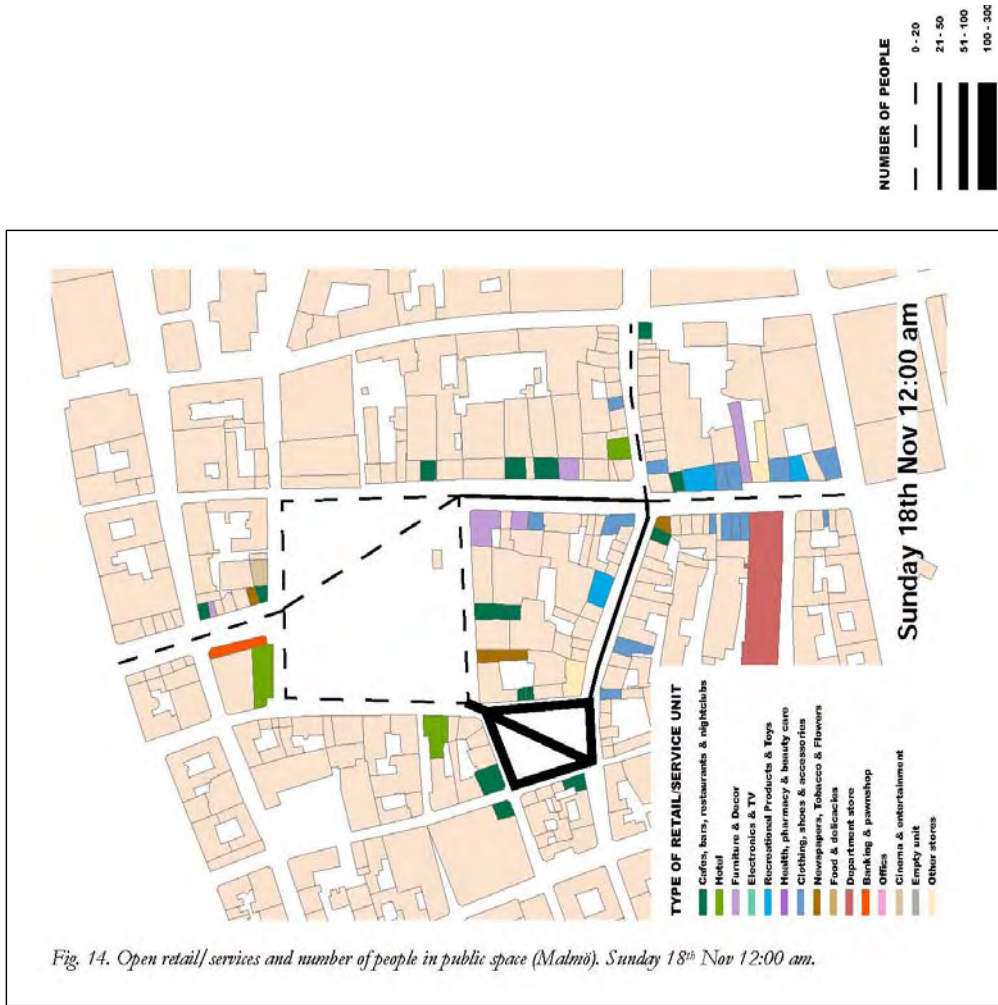 NUMBER OF PEOPLE
0 - 20
21 - 50
51 - 100
100 - 300
Sunday 18th Nov 12:00 am
TYPE OF RETAIL/SERVICE UNIT
Cafes, bars, restaurants & nightclubs
Hotel
Furniture & Decor
Electronics & TV
Recreational Products & Toys
Health, pharmacy & beauty care
Clothing, shoes & accessories
Newspapers, Tobacco & Flowers
Food & delicacies
Department store
Banking & pawnshop
Office
Cinema & entertainment
Empty unit
Other stores
Fig. 14. Open retail/services and number of people in public space (Malmö). Sunday 18th Nov 12:00 am.